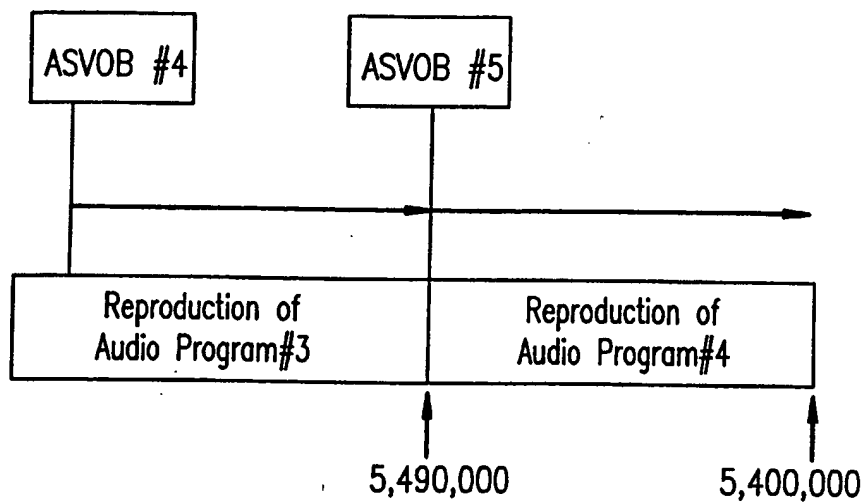 ASVOB #4
ASVOB #5
Reproduction of
Audio Program#3
Reproduction of
Audio Program#4
5,490,000
5,400,000